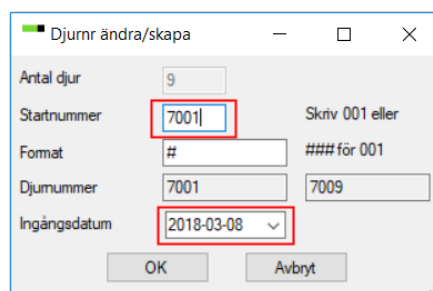 Djurnr ändra/skapa
Antal djur 9
Startnummer 7001 Skriv 001 eller
Format # ### för 001
Djurnummer 7001 7009
Ingångsdatum 2018-03-08
OK Avbryt